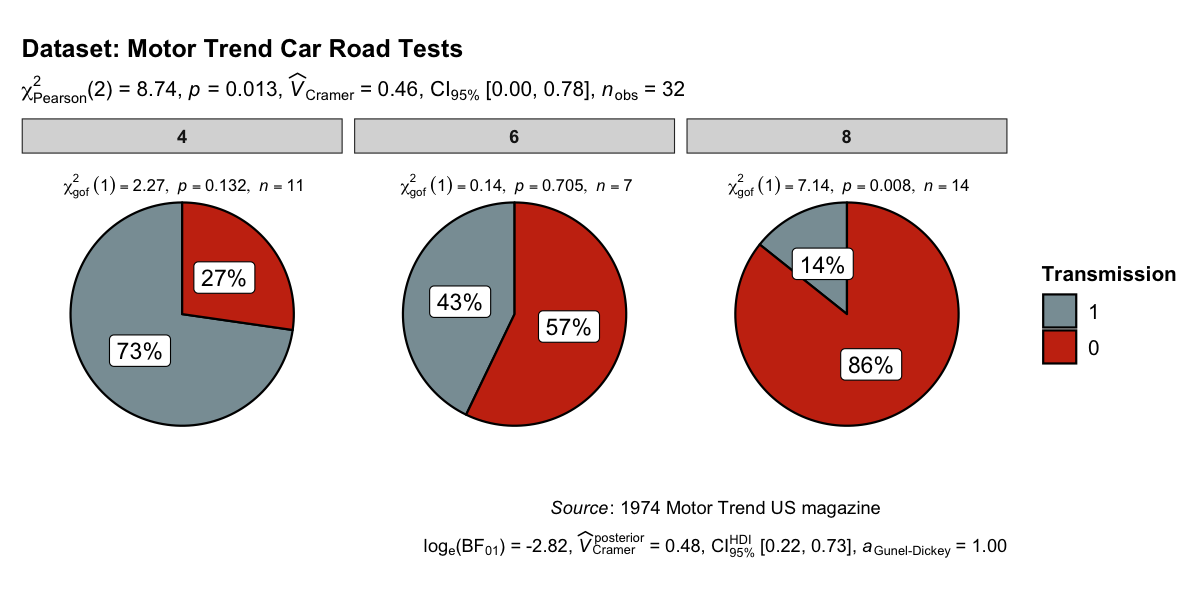 Dataset: Motor Trend Car Road Tests
χ²Pearson(2) = 8.74, p = 0.013, V̂Cramer = 0.46, CI95% [0.00, 0.78], nobs = 32
4 6 8
χ²gof (1) = 2.27, p = 0.132, n = 11
χ²gof (1) = 0.14, p = 0.705, n = 7
χ²gof (1) = 7.14, p = 0.008, n = 14
27%
73%
43%
57%
14%
86%
Transmission
1
0
Source: 1974 Motor Trend US magazine
loge(BF01) = -2.82, V̂posteriorCramer = 0.48, CIHDI95% [0.22, 0.73], aGunel-Dickey = 1.00